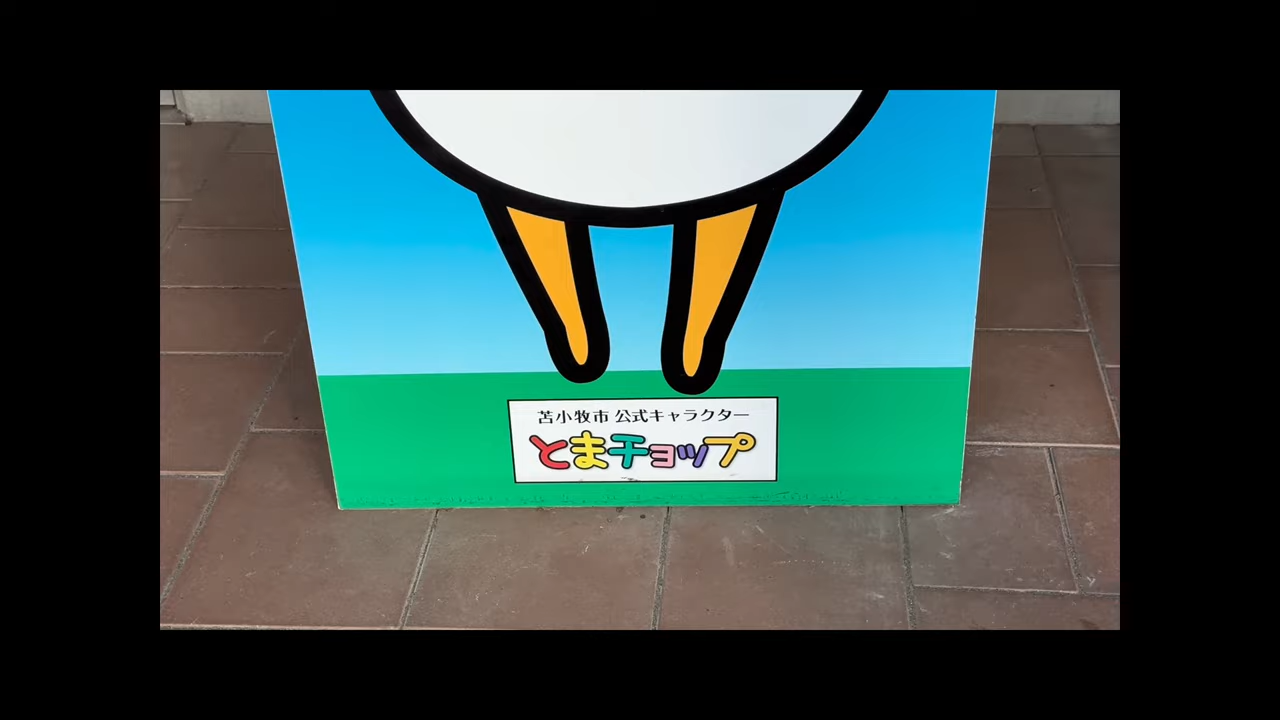 苫小牧市 公式キャラクター
とまチョップ